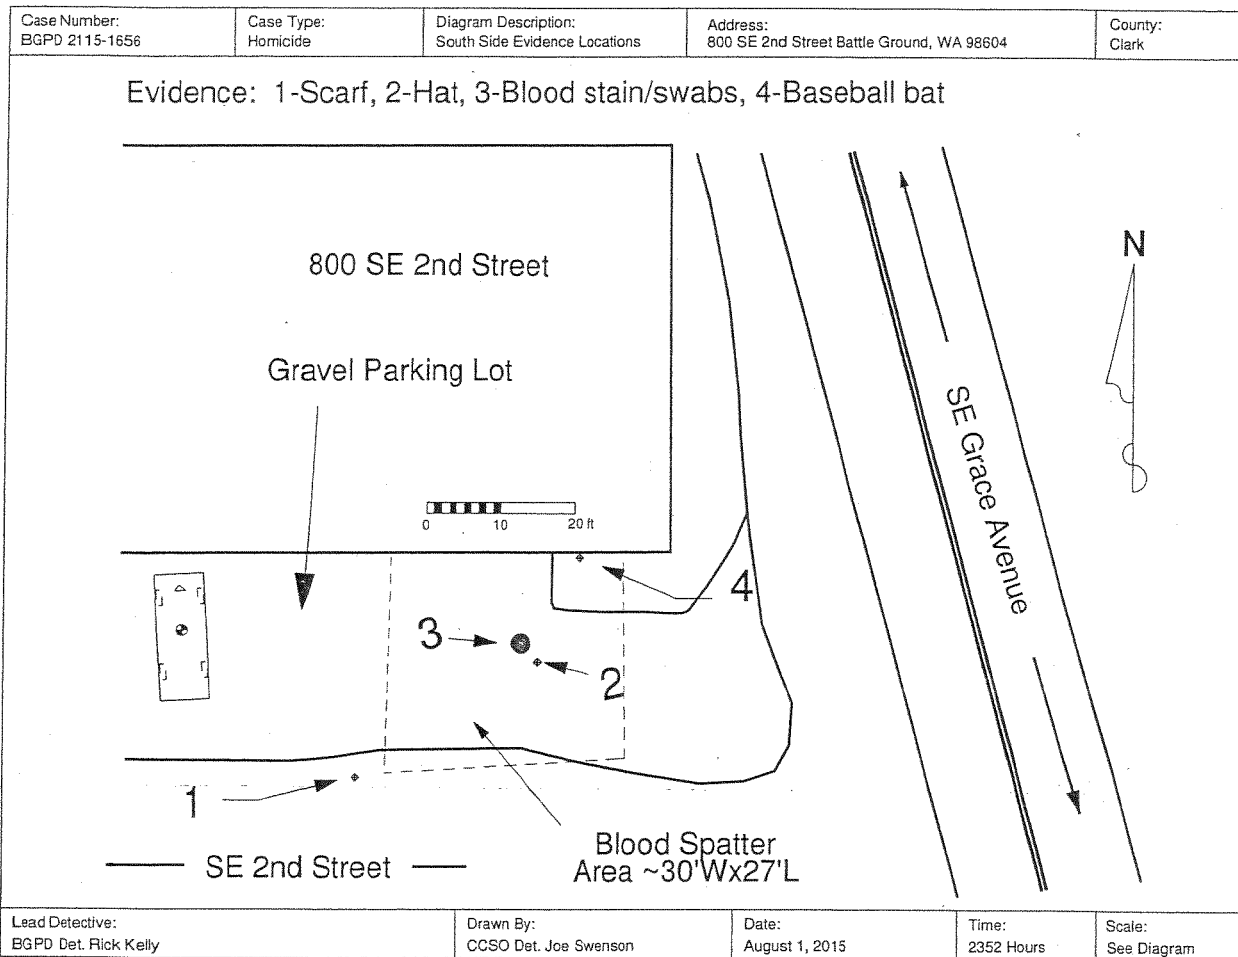 Case Number:
BGPD 2115-1656
Case Type:
Homicide
Diagram Description:
South Side Evidence Locations
Address:
800 SE 2nd Street Battle Ground, WA 98604
County:
Clark
Evidence: 1-Scarf, 2-Hat, 3-Blood stain/swabs, 4-Baseball bat
800 SE 2nd Street
N
Gravel Parking Lot
SE Grace Avenue
0 10 20 ft
4
3
2
1
Blood Spatter
Area ~30'Wx27'L
SE 2nd Street
Lead Detective:
BGPD Det. Rick Kelly
Drawn By:
CCSO Det. Joe Swenson
Date:
August 1, 2015
Time:
2352 Hours
Scale:
See Diagram